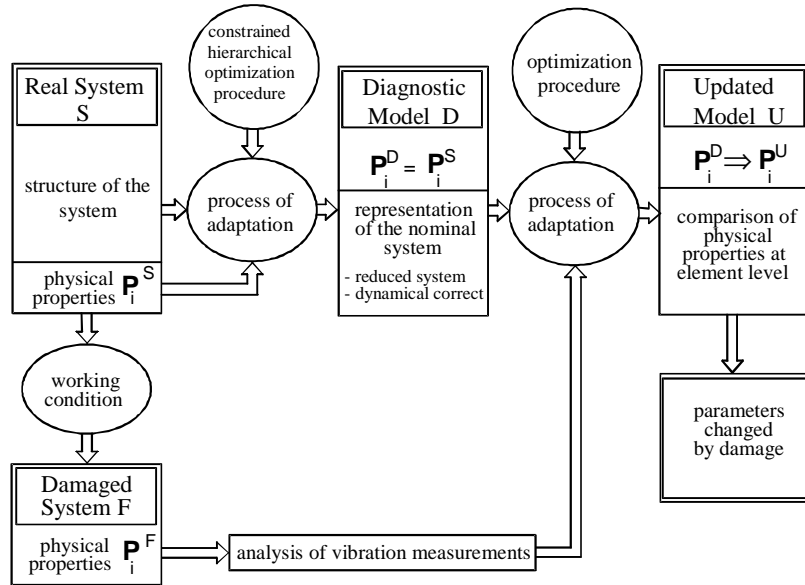 Real System
S
structure of the
system
physical
properties P_i^S
constrained
hierarchical
optimization
procedure
process of
adaptation
Diagnostic
Model D
P_i^D = P_i^S
representation
of the nominal
system
- reduced system
- dynamical correct
optimization
procedure
process of
adaptation
Updated
Model U
P_i^D ⇒ P_i^U
comparison of
physical
properties at
element level
parameters
changed
by damage
working
condition
Damaged
System F
physical
properties P_i^F
analysis of vibration measurements